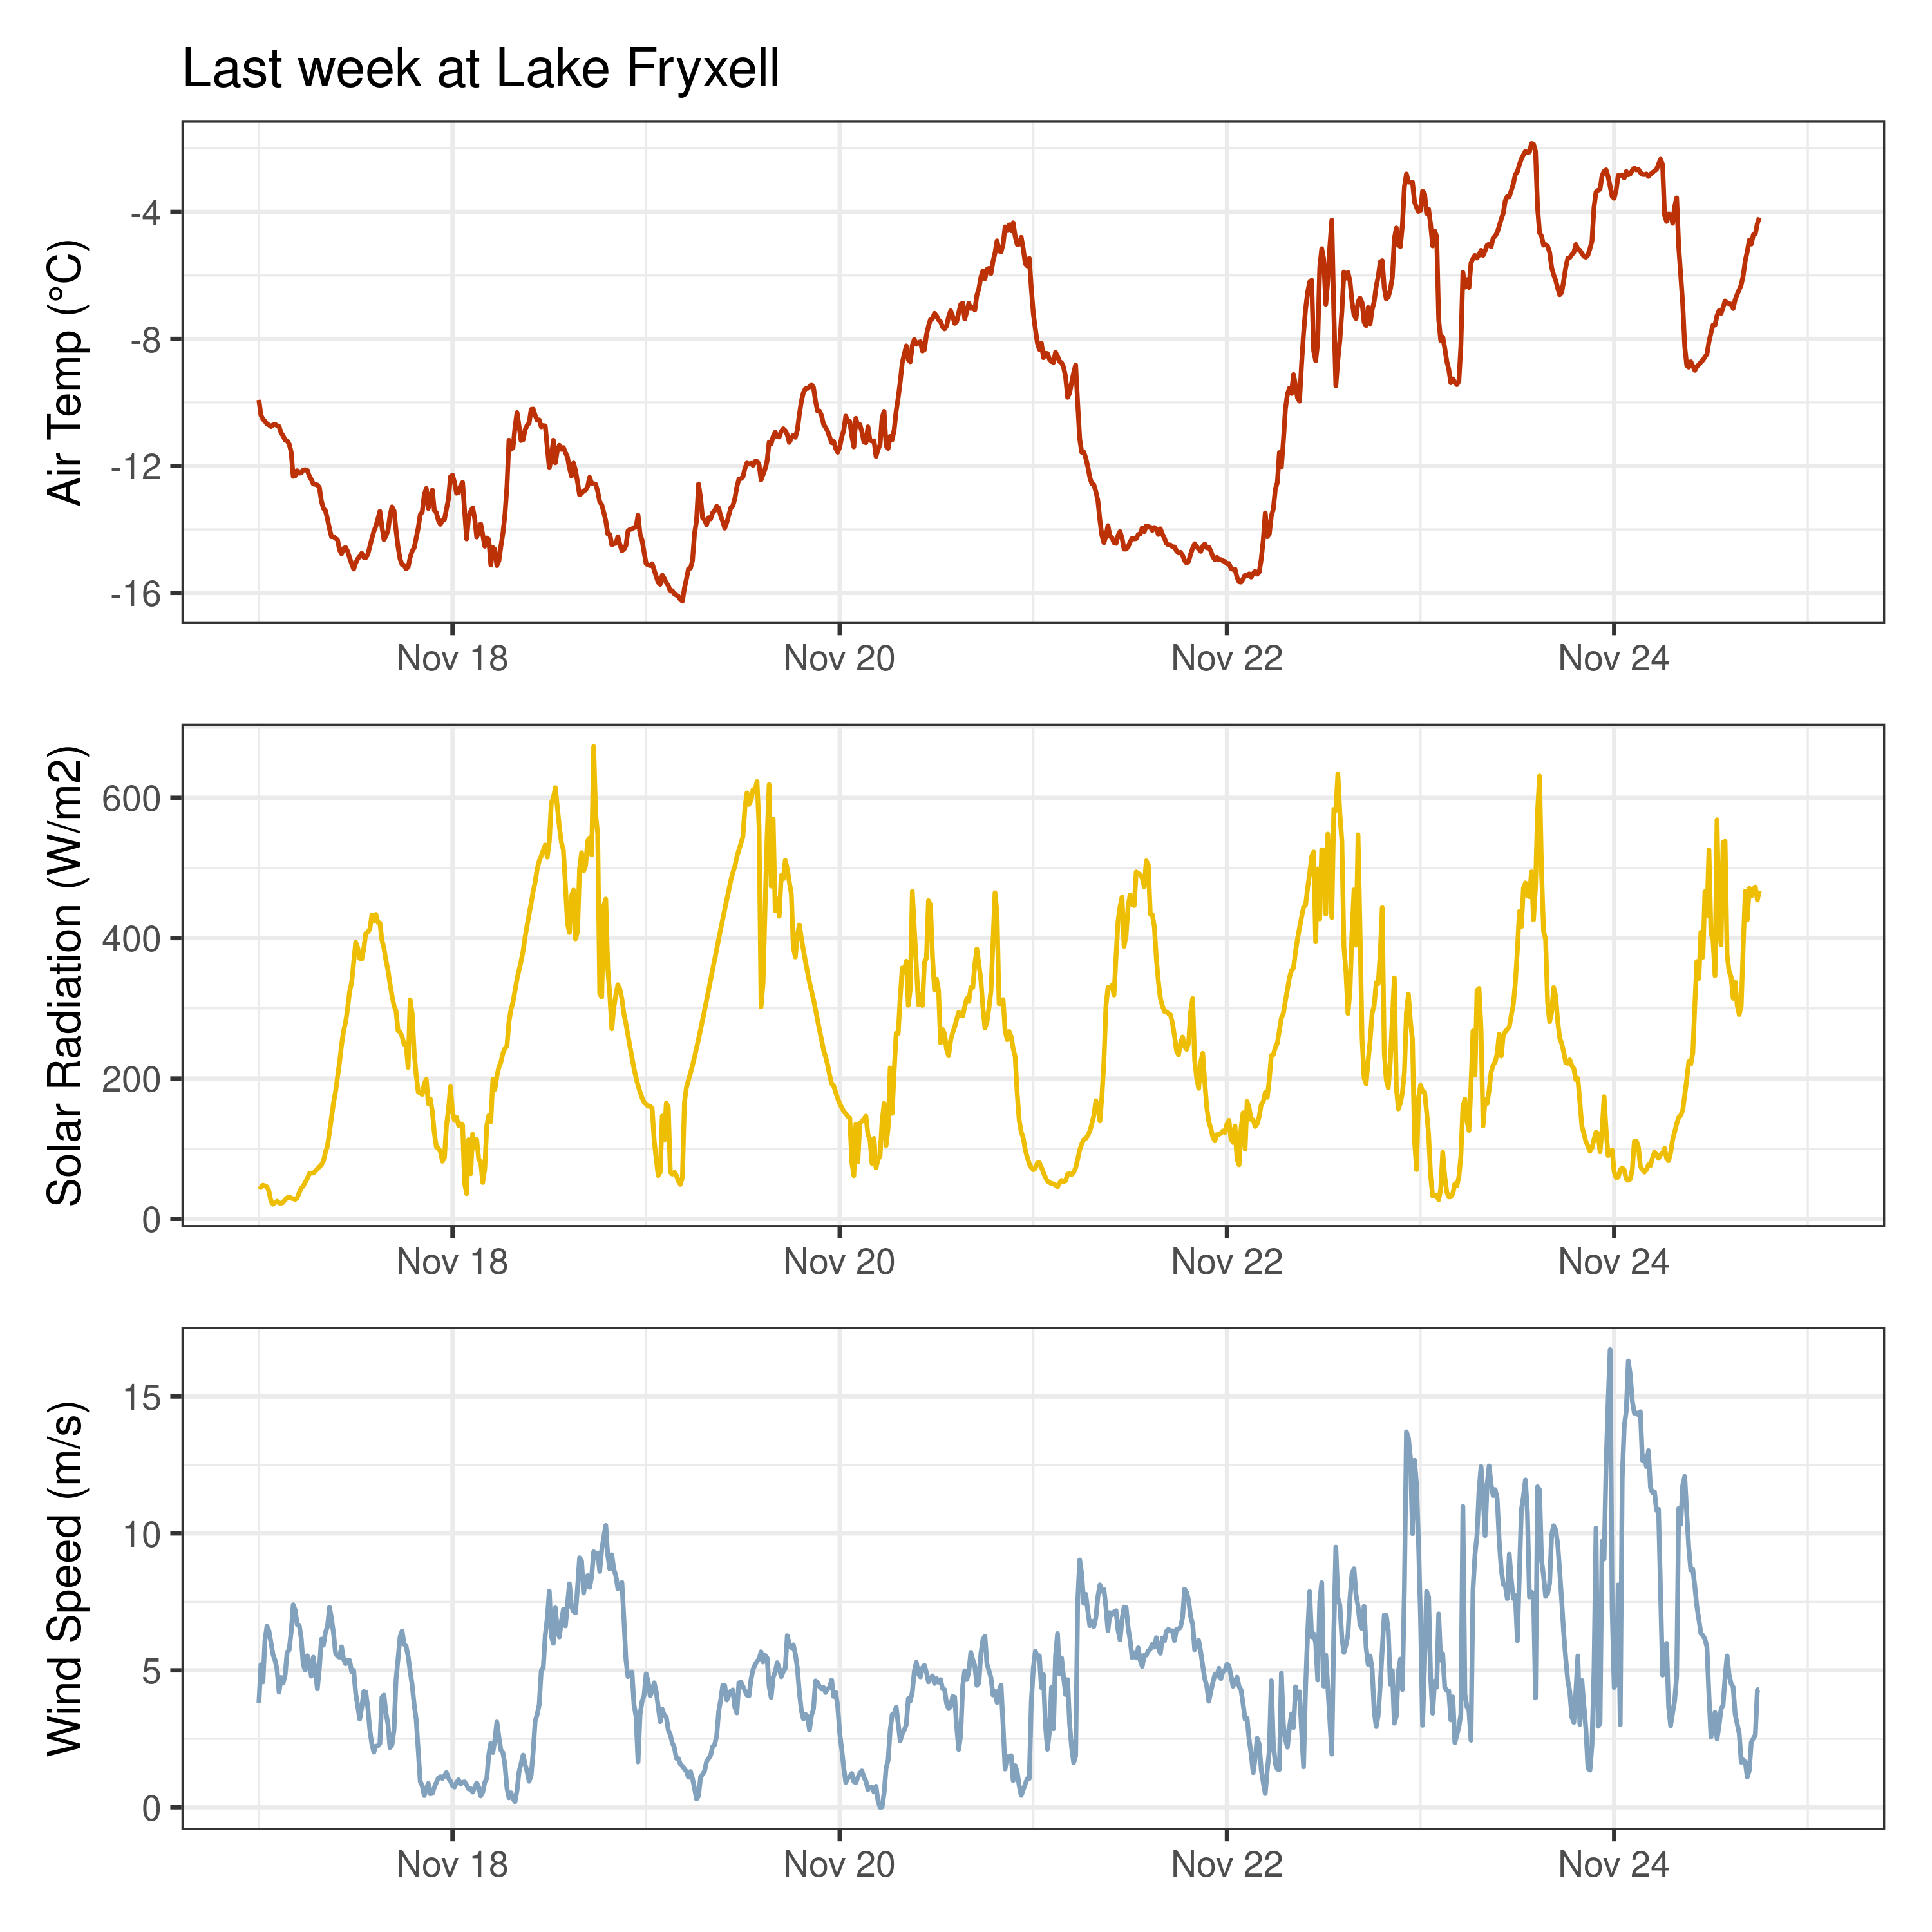 Last week at Lake Fryxell
Air Temp (°C)
-4
-8
-12
-16
Nov 18 Nov 20 Nov 22 Nov 24
Solar Radiation (W/m2)
600
400
200
0
Nov 18 Nov 20 Nov 22 Nov 24
Wind Speed (m/s)
15
10
5
0
Nov 18 Nov 20 Nov 22 Nov 24